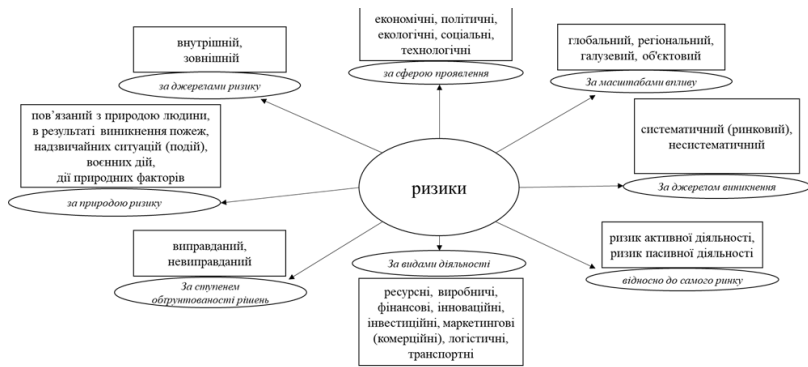 економічні, політичні,
екологічні, соціальні,
технологічні
за сферою проявлення
внутрішній,
зовнішній
за джерелами ризику
глобальний, регіональний,
галузевий, об'єктовий
За масштабами впливу
пов’язаний з природою людини,
в результаті виникнення пожеж,
надзвичайних ситуацій (подій),
воєнних дій,
дії природних факторів
за природою ризику
систематичний (ринковий),
несистематичний
За джерелом виникнення
ризики
виправданий,
невиправданий
За ступенем
обґрунтованості рішень
За видами діяльності
ресурсні, виробничі,
фінансові, інноваційні,
інвестиційні, маркетингові
(комерційні), логістичні,
транспортні
ризик активної діяльності,
ризик пасивної діяльності
відносно до самого ринку